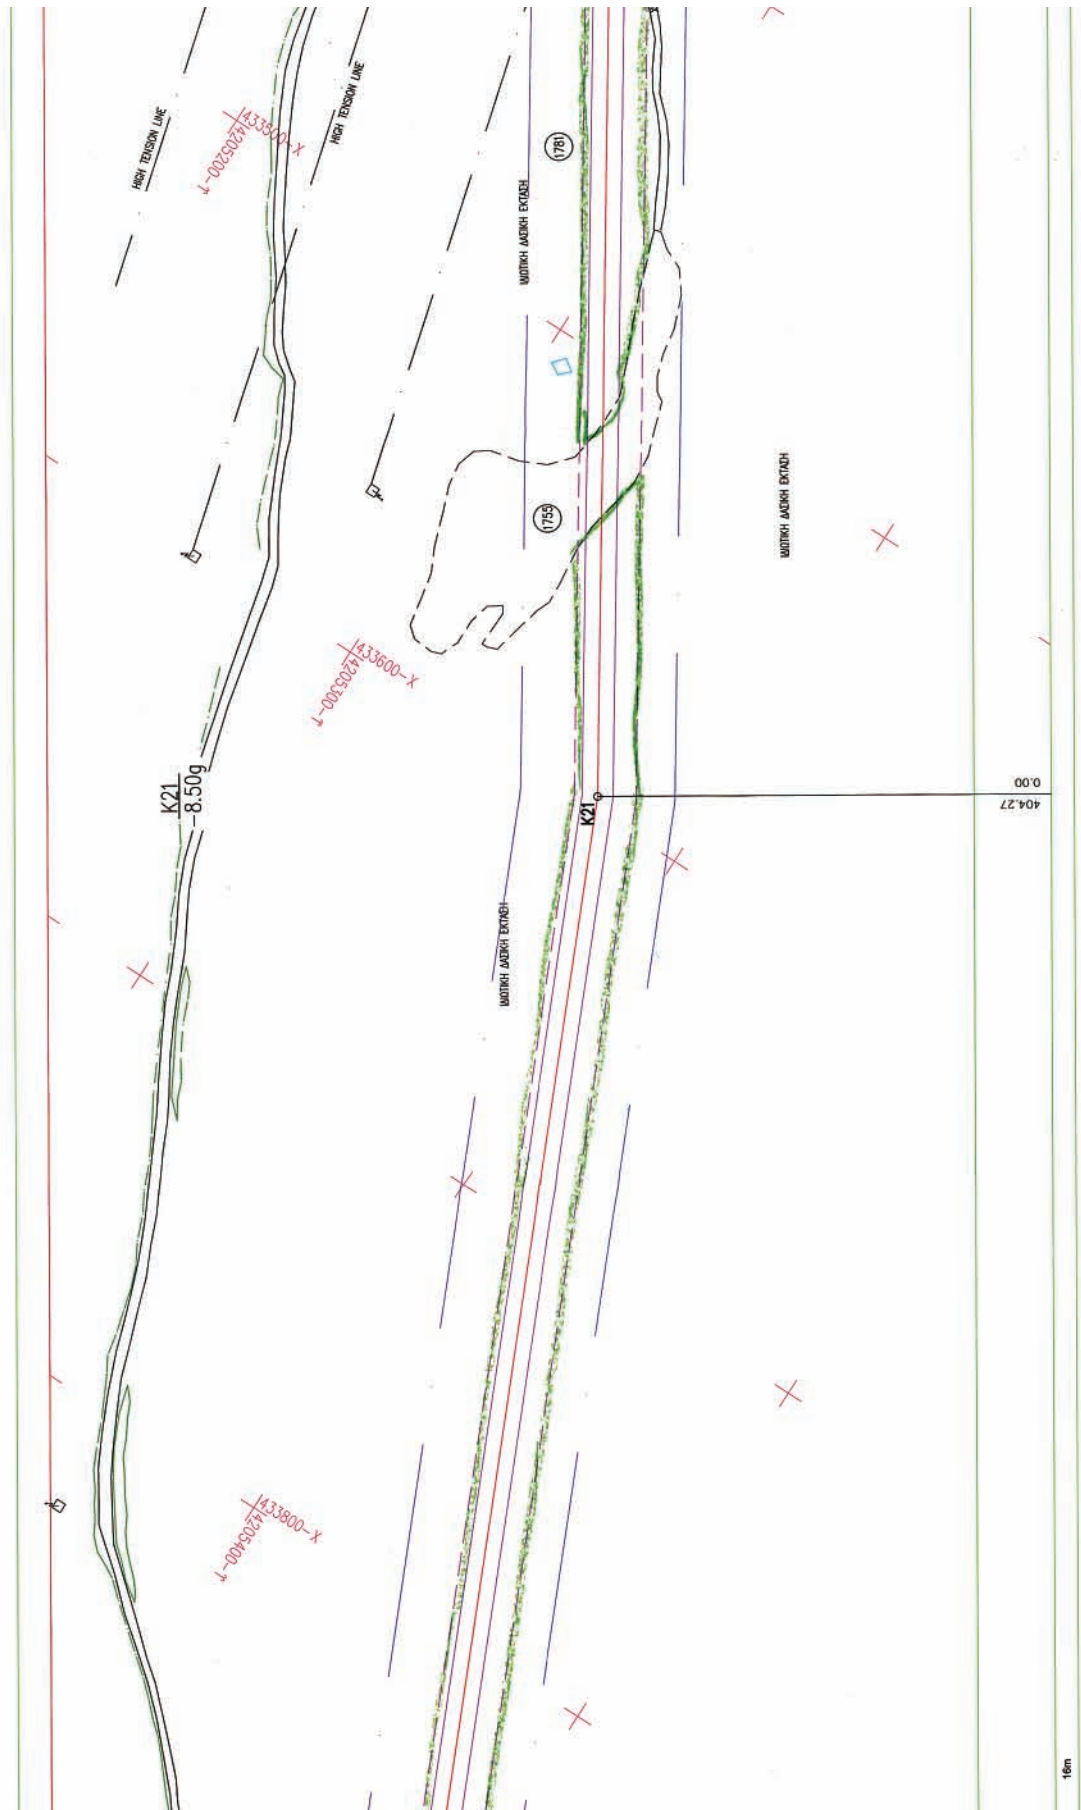 HIGH TENSION LINE
HIGH TENSION LINE
433500-X
4205200-Υ
1781
ΙΔΙΩΤΙΚΗ ΔΑΣΙΚΗ ΕΚΤΑΣΗ
1755
ΙΔΙΩΤΙΚΗ ΔΑΣΙΚΗ ΕΚΤΑΣΗ
433600-X
4205300-Υ
K21
-8.50g
K21
0.00
404.27
ΙΔΙΩΤΙΚΗ ΔΑΣΙΚΗ ΕΚΤΑΣΗ
433800-X
4205400-Υ
16m